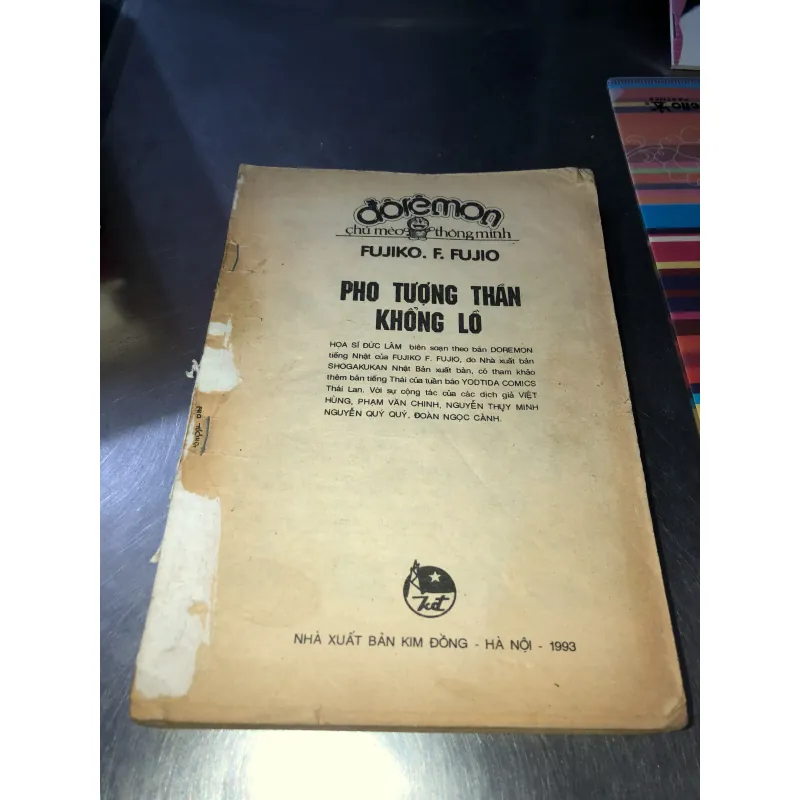 đôrêmon
chú mèo thông minh
FUJIKO. F. FUJIO
PHO TƯỢNG THẦN
KHỔNG LỒ
HỌA SĨ ĐỨC LÂM biên soạn theo bản DOREMON
tiếng Nhật của FUJIKO F. FUJIO, do Nhà xuất bản
SHOGAKUKAN Nhật Bản xuất bản, có tham khảo
thêm bản tiếng Thái của tuần báo YODTIDA COMICS
Thái Lan. Với sự cộng tác của các dịch giả VIỆT
HÙNG, PHẠM VĂN CHINH, NGUYỄN THỤY MINH
NGUYỄN QUÝ QUÝ, ĐOÀN NGỌC CẢNH.
PHO TƯỢNG
Kđ
NHÀ XUẤT BẢN KIM ĐỒNG - HÀ NỘI - 1993